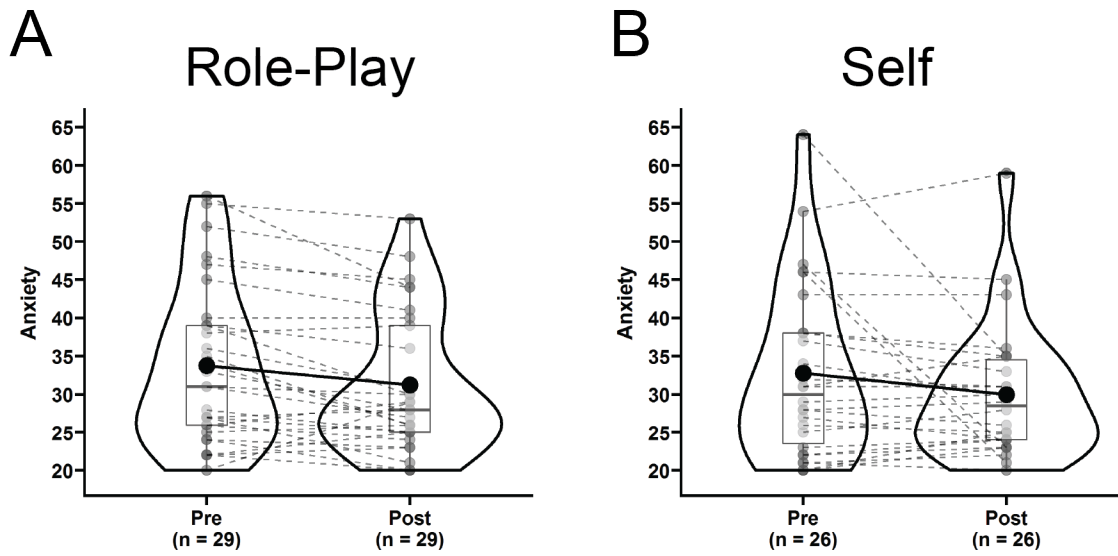 A
Role-Play
Anxiety
65
60
55
50
45
40
35
30
25
20
Pre
(n = 29)
Post
(n = 29)
B
Self
Anxiety
65
60
55
50
45
40
35
30
25
20
Pre
(n = 26)
Post
(n = 26)